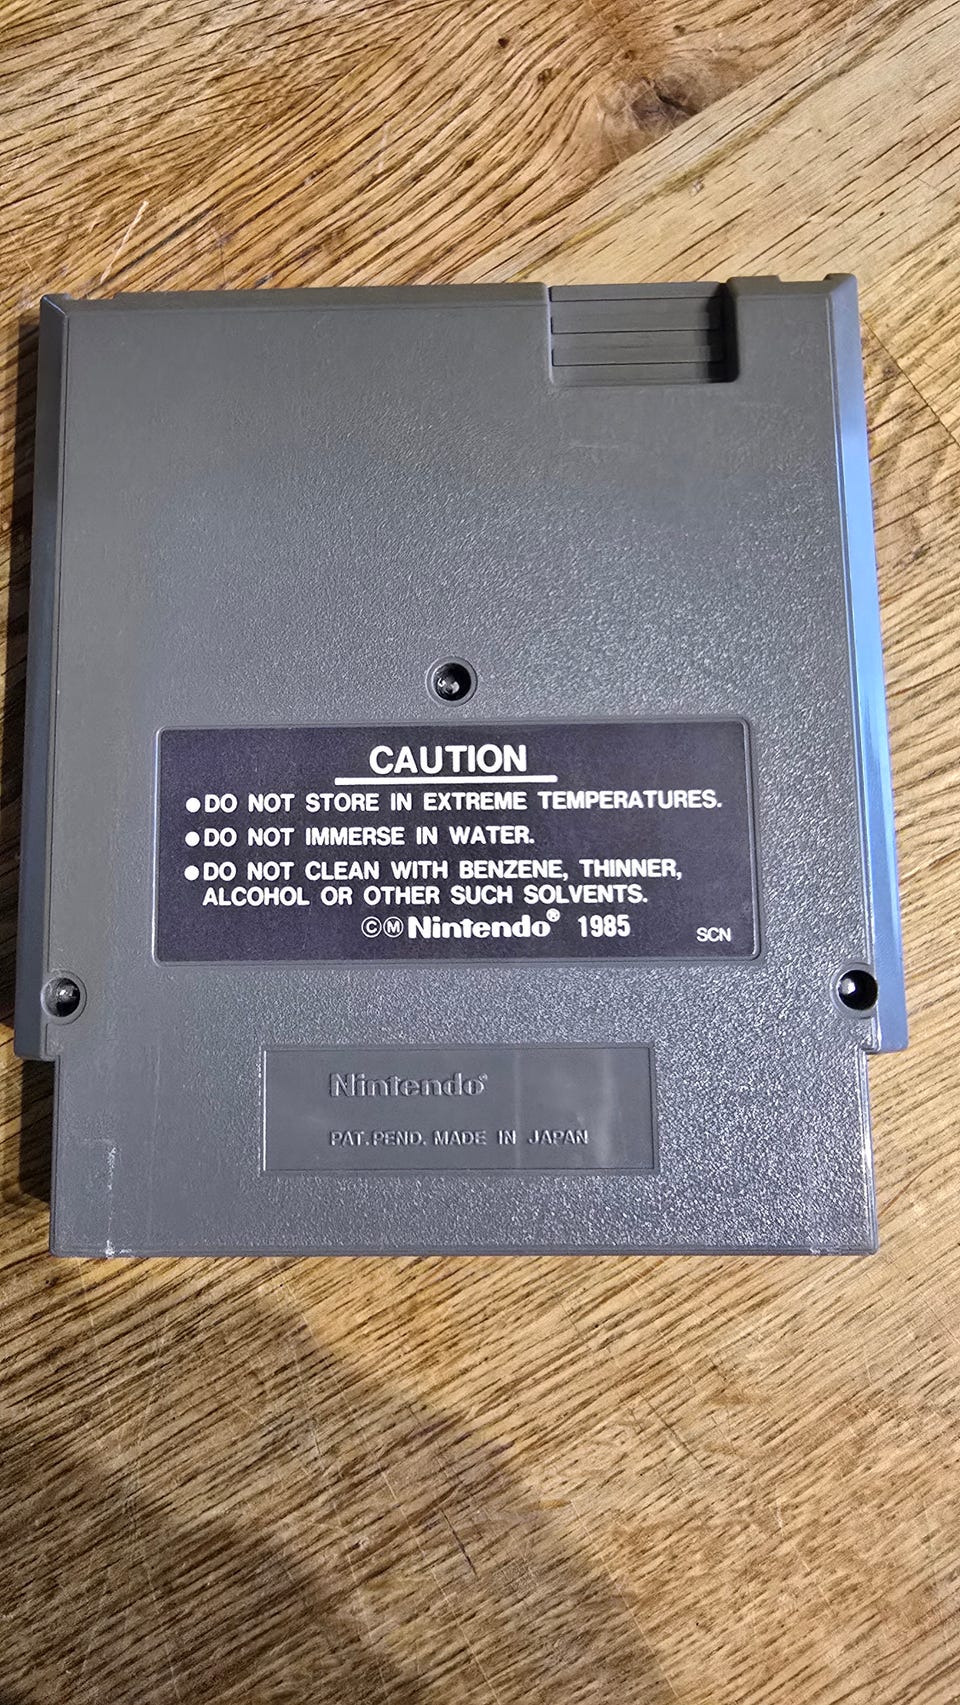 CAUTION
●DO NOT STORE IN EXTREME TEMPERATURES.
●DO NOT IMMERSE IN WATER.
●DO NOT CLEAN WITH BENZENE, THINNER,
ALCOHOL OR OTHER SUCH SOLVENTS.
©Ⓜ Nintendo® 1985
SCN
Nintendo®
PAT.PEND. MADE IN JAPAN